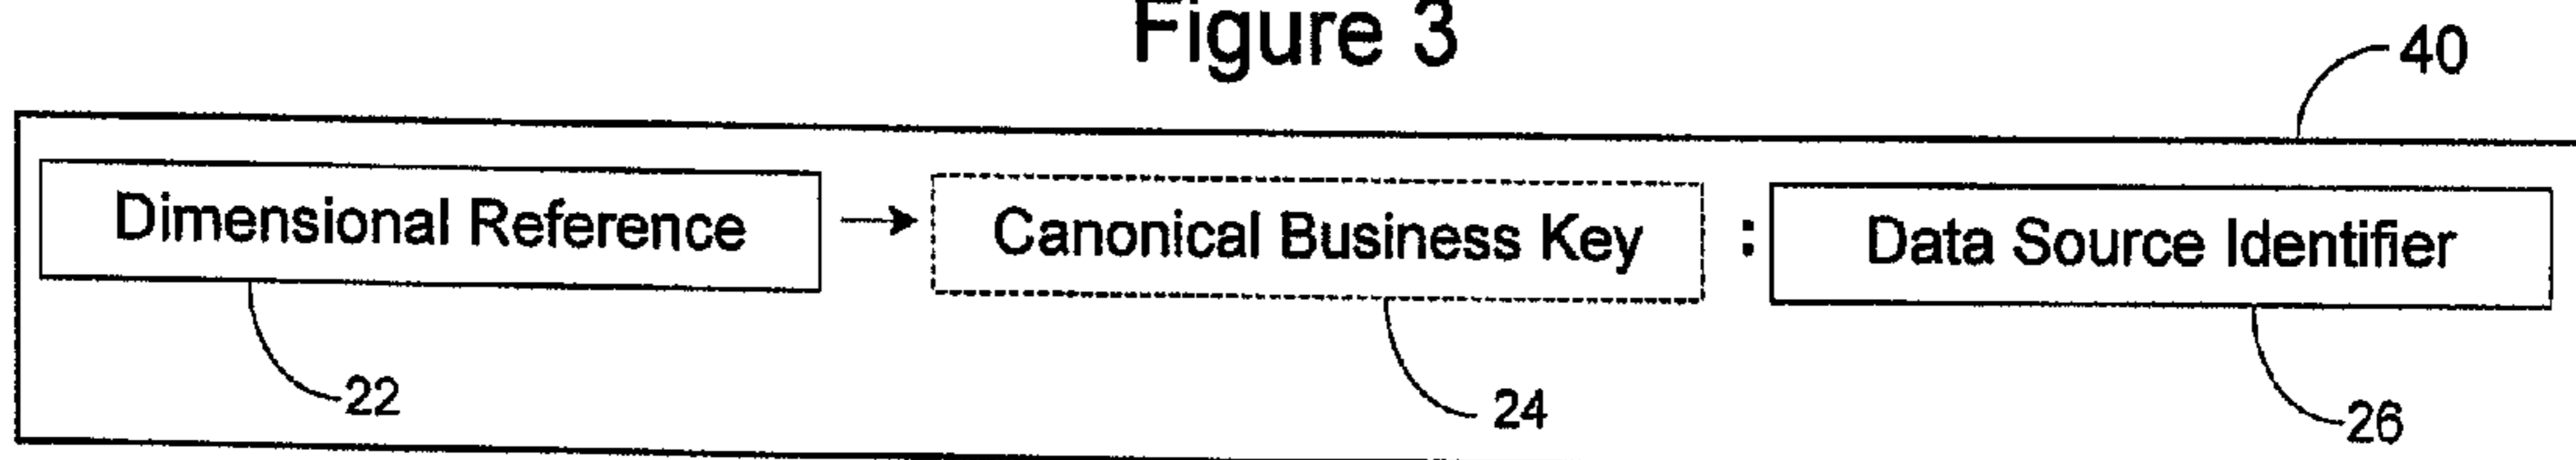 Figure 3
40
Dimensional Reference → Canonical Business Key : Data Source Identifier
22
24
26